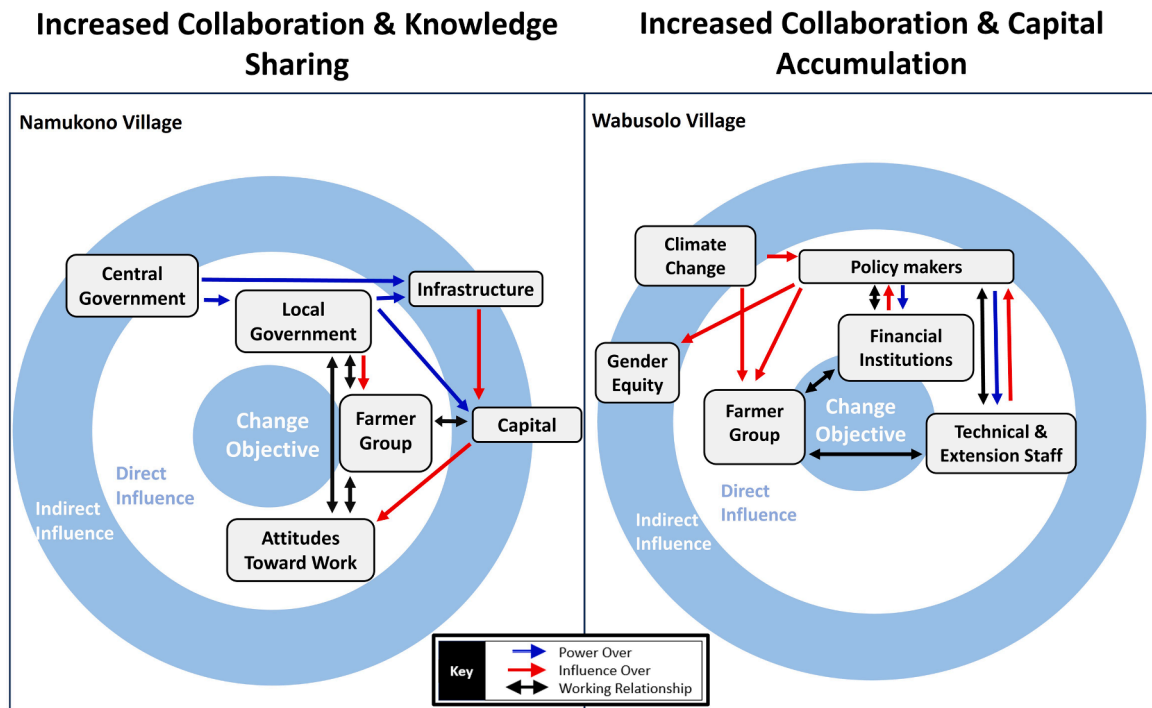 Increased Collaboration & Knowledge
Sharing
Increased Collaboration & Capital
Accumulation
Namukono Village
Central
Government
Local
Government
Infrastructure
Change
Objective
Farmer
Group
Capital
Direct
Influence
Indirect
Influence
Attitudes
Toward Work
Wabusolo Village
Climate
Change
Policy makers
Financial
Institutions
Gender
Equity
Farmer
Group
Change
Objective
Technical &
Extension Staff
Direct
Influence
Indirect
Influence
Key
Power Over
Influence Over
Working Relationship